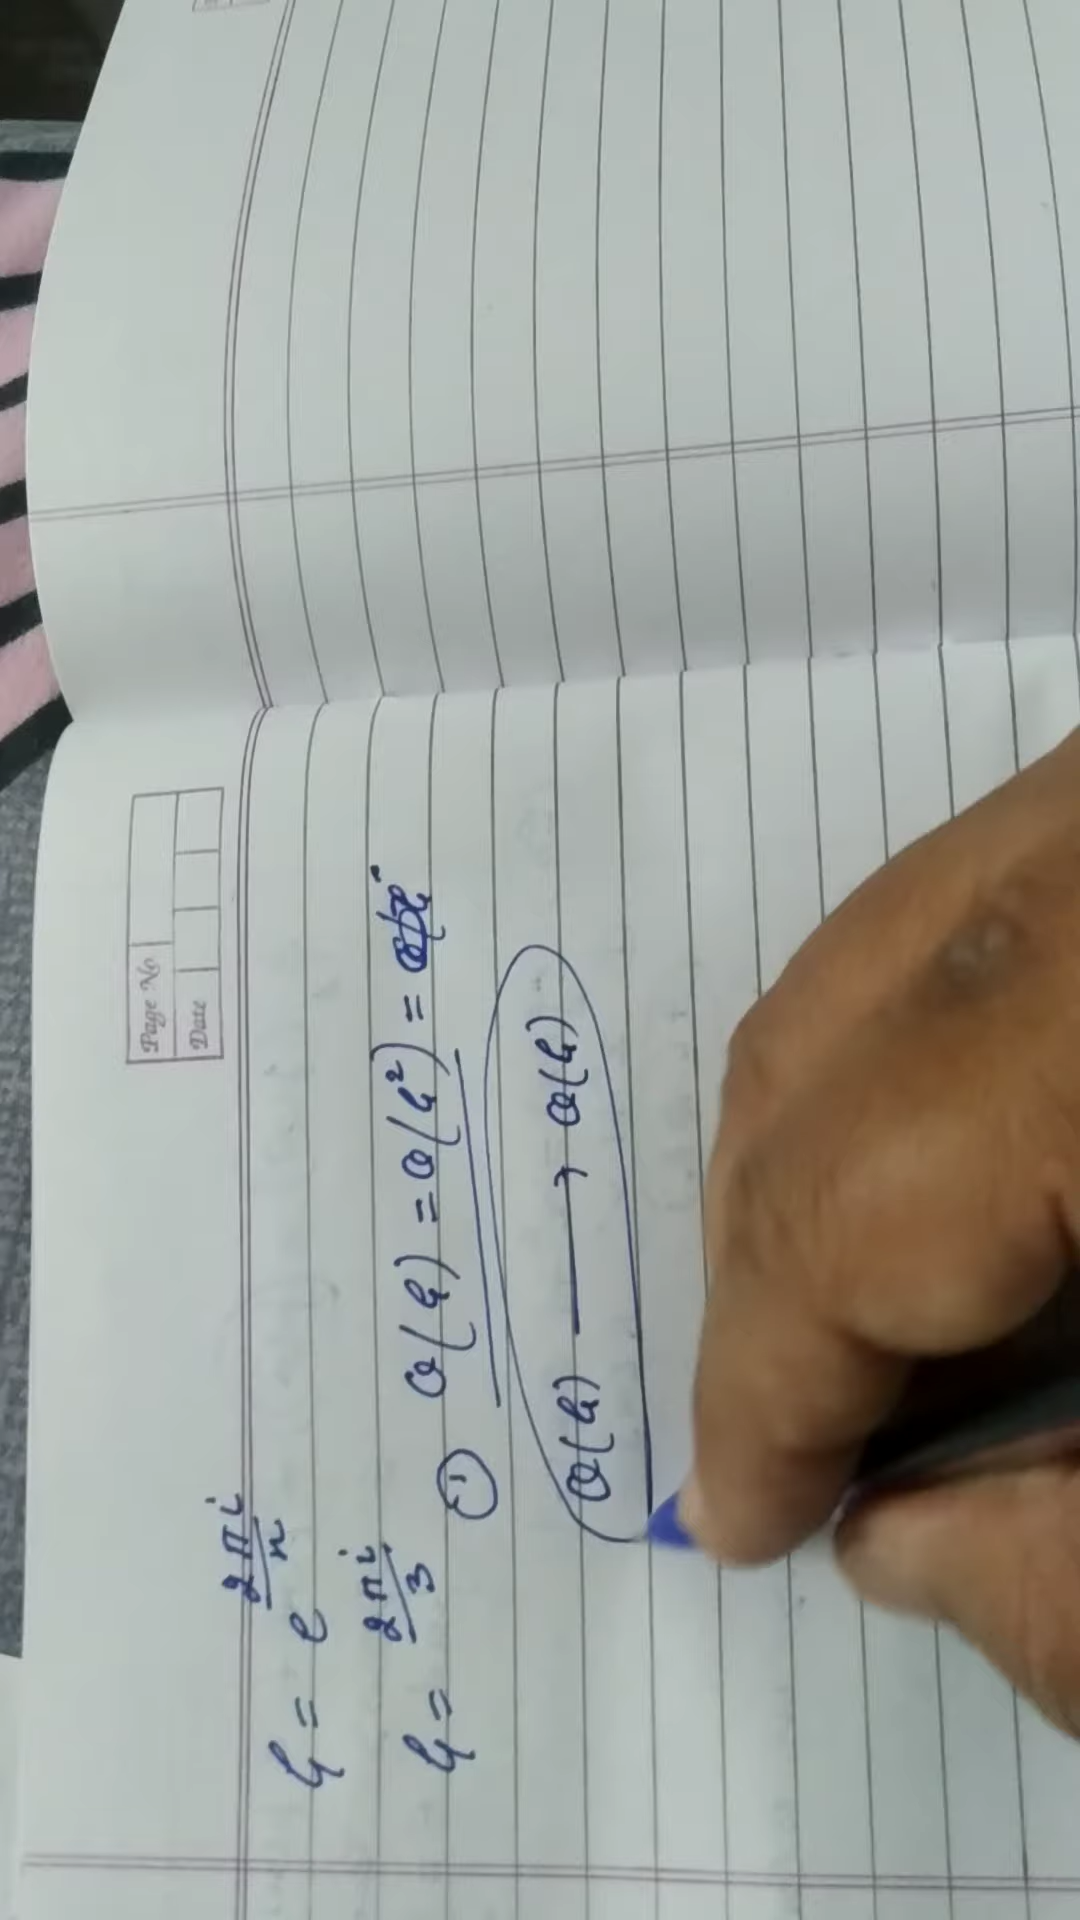 Page No
Date
ζ = e^(2πi/n)
ζ = 2πi/3
① Q(ζ) = Q(ζ²) =
Q(ζ) ⟶ Q(ζ)